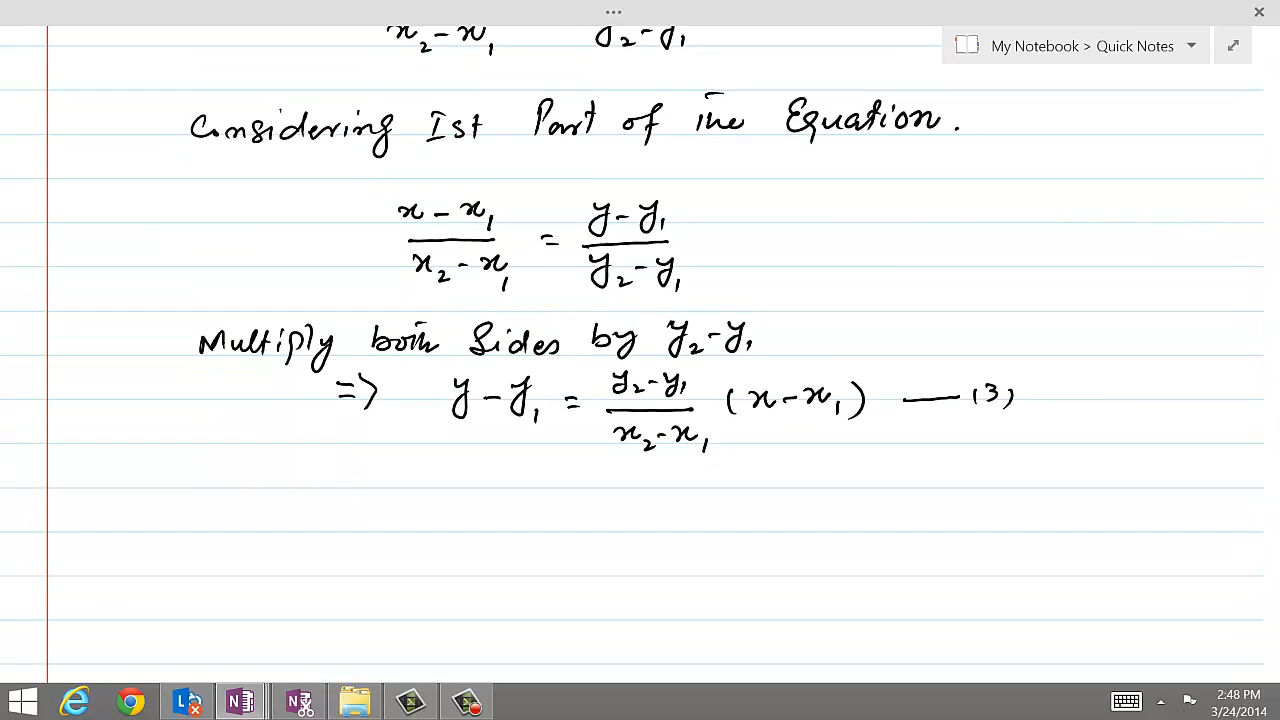 ...
×
My Notebook > Quick Notes
x₂ - x₁ y₂ - y₁
Considering Ist Part of the Equation.
x - x₁ / x₂ - x₁ = y - y₁ / y₂ - y₁
Multiply both Sides by y₂ - y₁
=> y - y₁ = y₂ - y₁ / x₂ - x₁ (x - x₁) — (3)
2:48 PM
3/24/2014